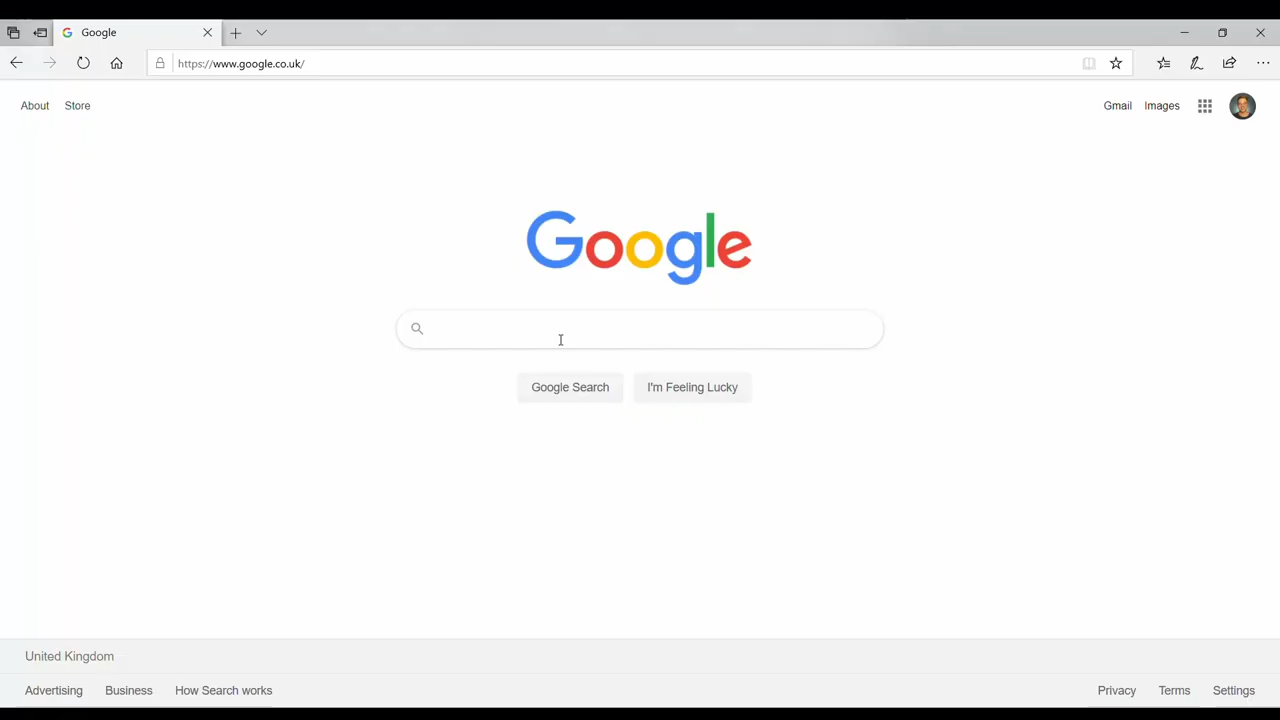 Google
https://www.google.co.uk/
About Store
Gmail Images
Google
Google Search I'm Feeling Lucky
United Kingdom
Advertising Business How Search works
Privacy Terms Settings